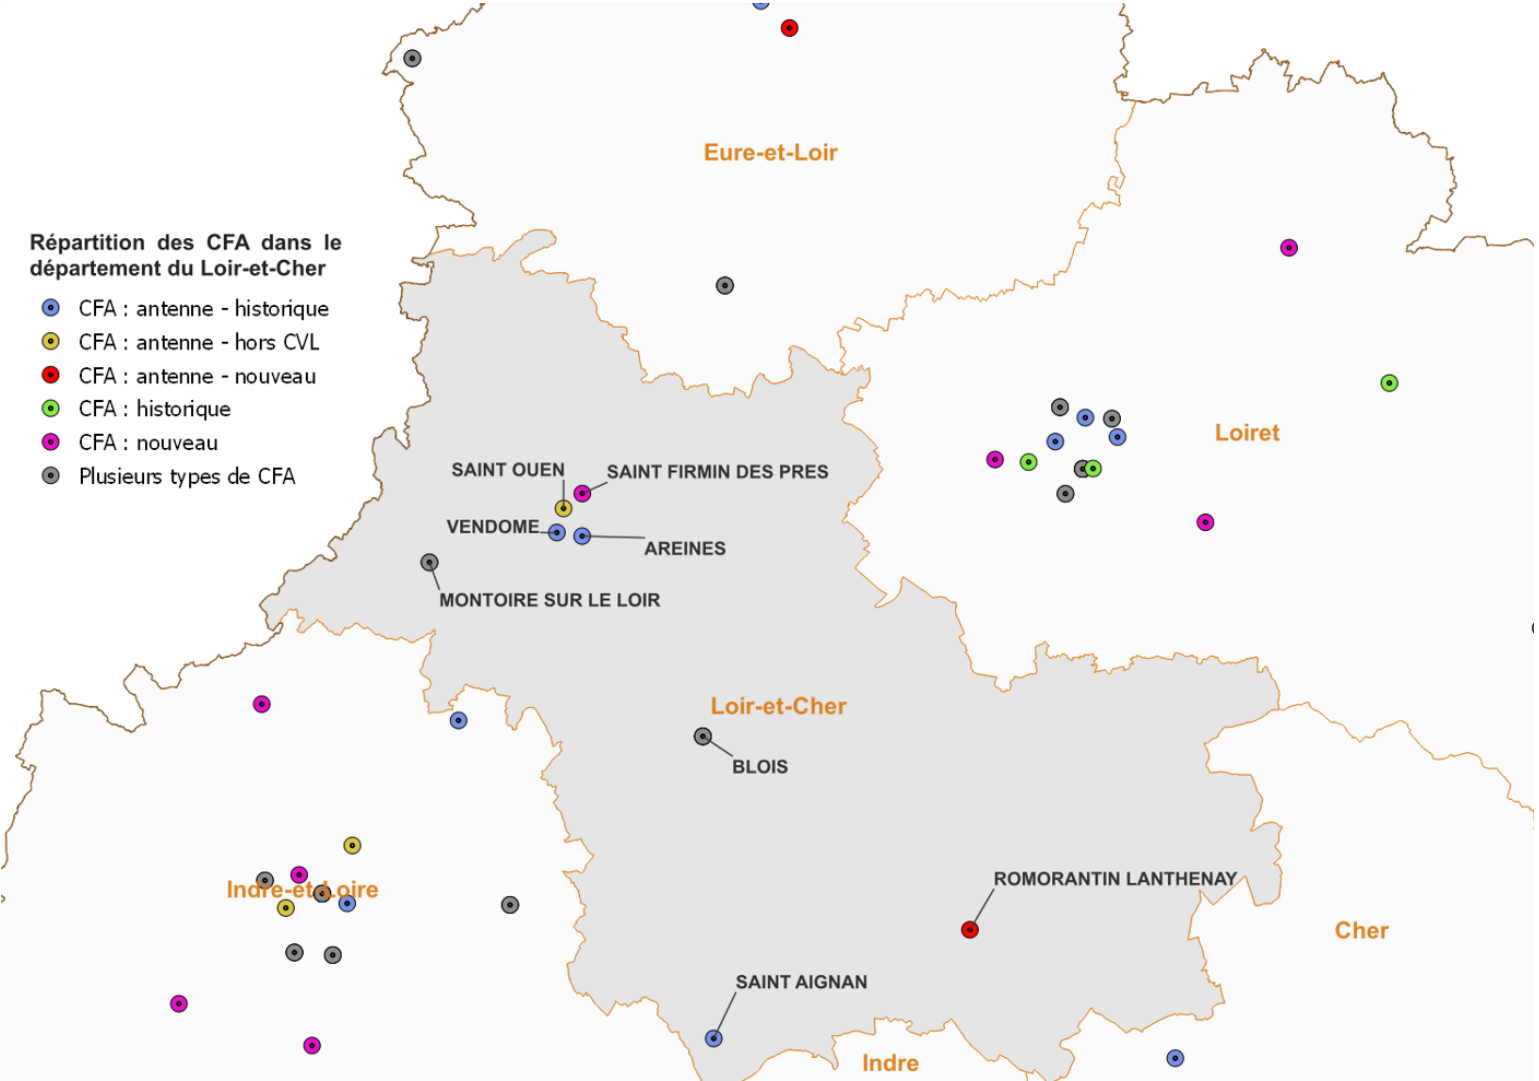 Eure-et-Loir
Répartition des CFA dans le
département du Loir-et-Cher
CFA : antenne - historique
CFA : antenne - hors CVL
CFA : antenne - nouveau
CFA : historique
CFA : nouveau
Plusieurs types de CFA
Loiret
SAINT OUEN
SAINT FIRMIN DES PRES
VENDOME
AREINES
MONTOIRE SUR LE LOIR
Loir-et-Cher
BLOIS
Indre-et-Loire
ROMORANTIN LANTHENAY
Cher
SAINT AIGNAN
Indre